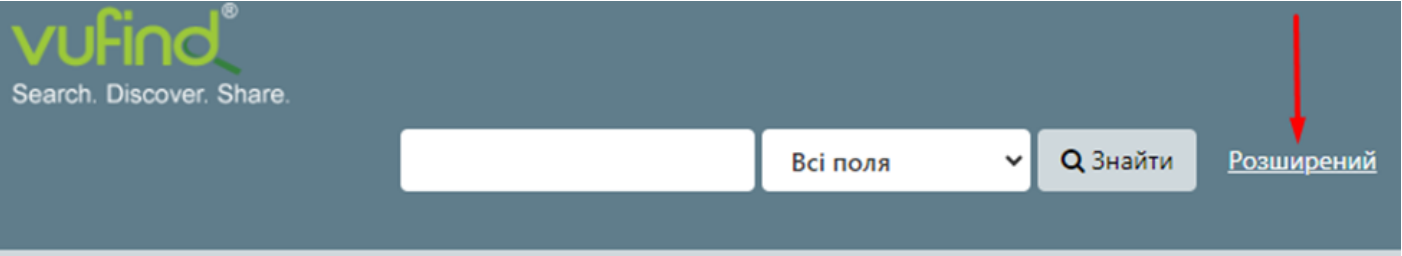 vufind®
Search. Discover. Share.
Всі поля Знайти Розширений